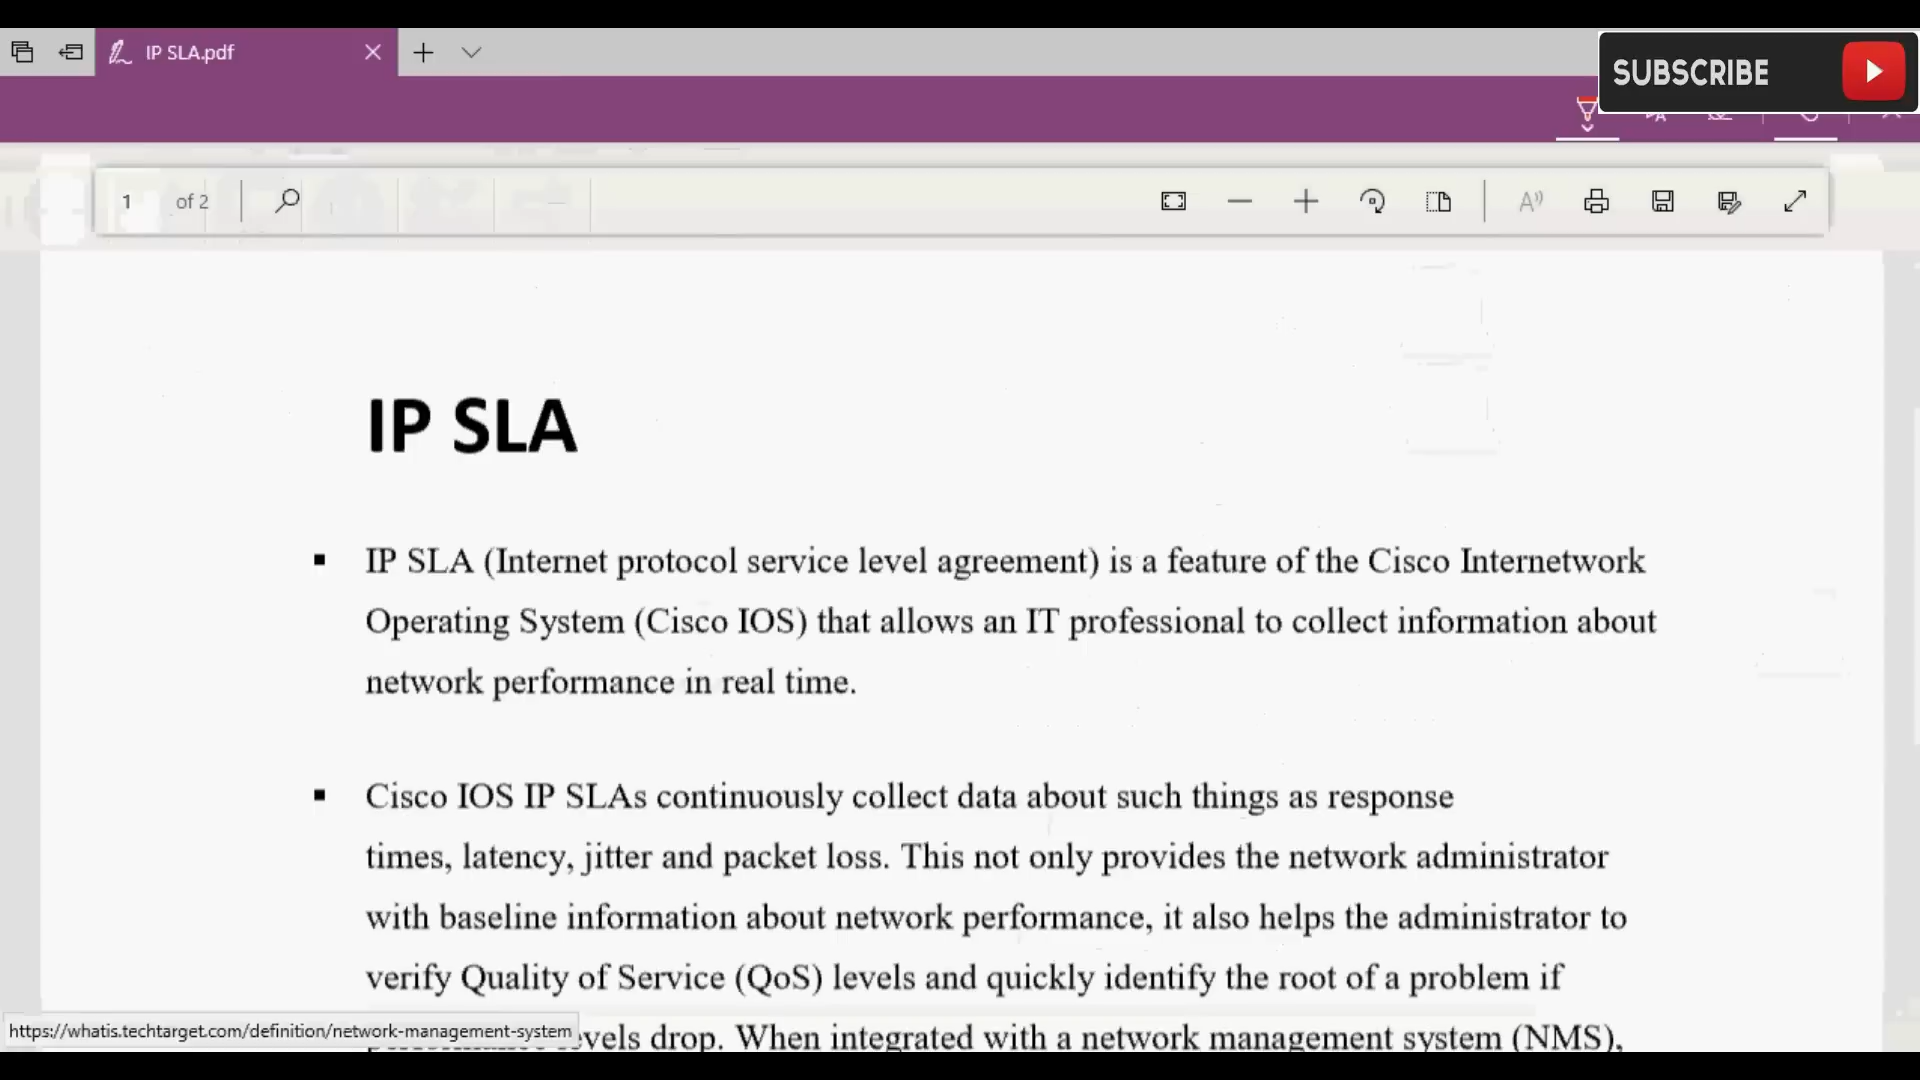 IP SLA.pdf
SUBSCRIBE
1 of 2
IP SLA
▪ IP SLA (Internet protocol service level agreement) is a feature of the Cisco Internetwork
Operating System (Cisco IOS) that allows an IT professional to collect information about
network performance in real time.
▪ Cisco IOS IP SLAs continuously collect data about such things as response
times, latency, jitter and packet loss. This not only provides the network administrator
with baseline information about network performance, it also helps the administrator to
verify Quality of Service (QoS) levels and quickly identify the root of a problem if
drop. When integrated with a network management system (NMS),
https://whatis.techtarget.com/definition/network-management-system